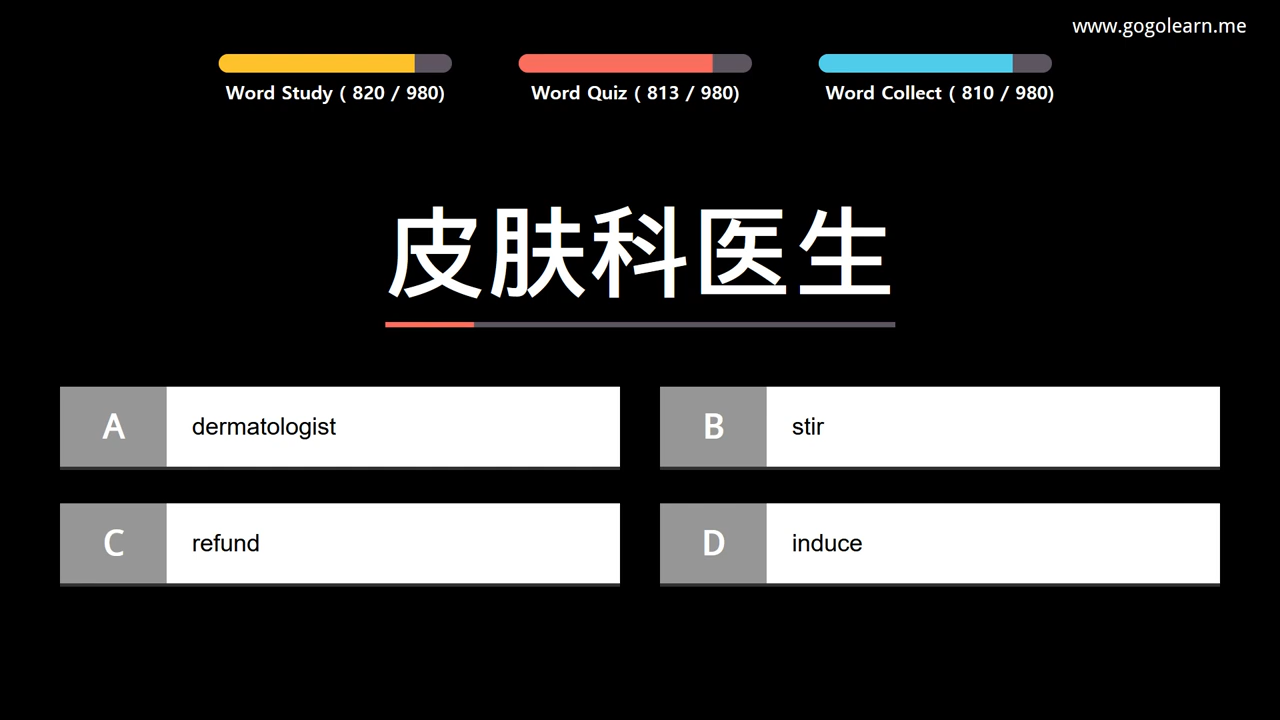 www.gogolearn.me
Word Study ( 820 / 980)
Word Quiz ( 813 / 980)
Word Collect ( 810 / 980)
皮肤科医生
A dermatologist
B stir
C refund
D induce